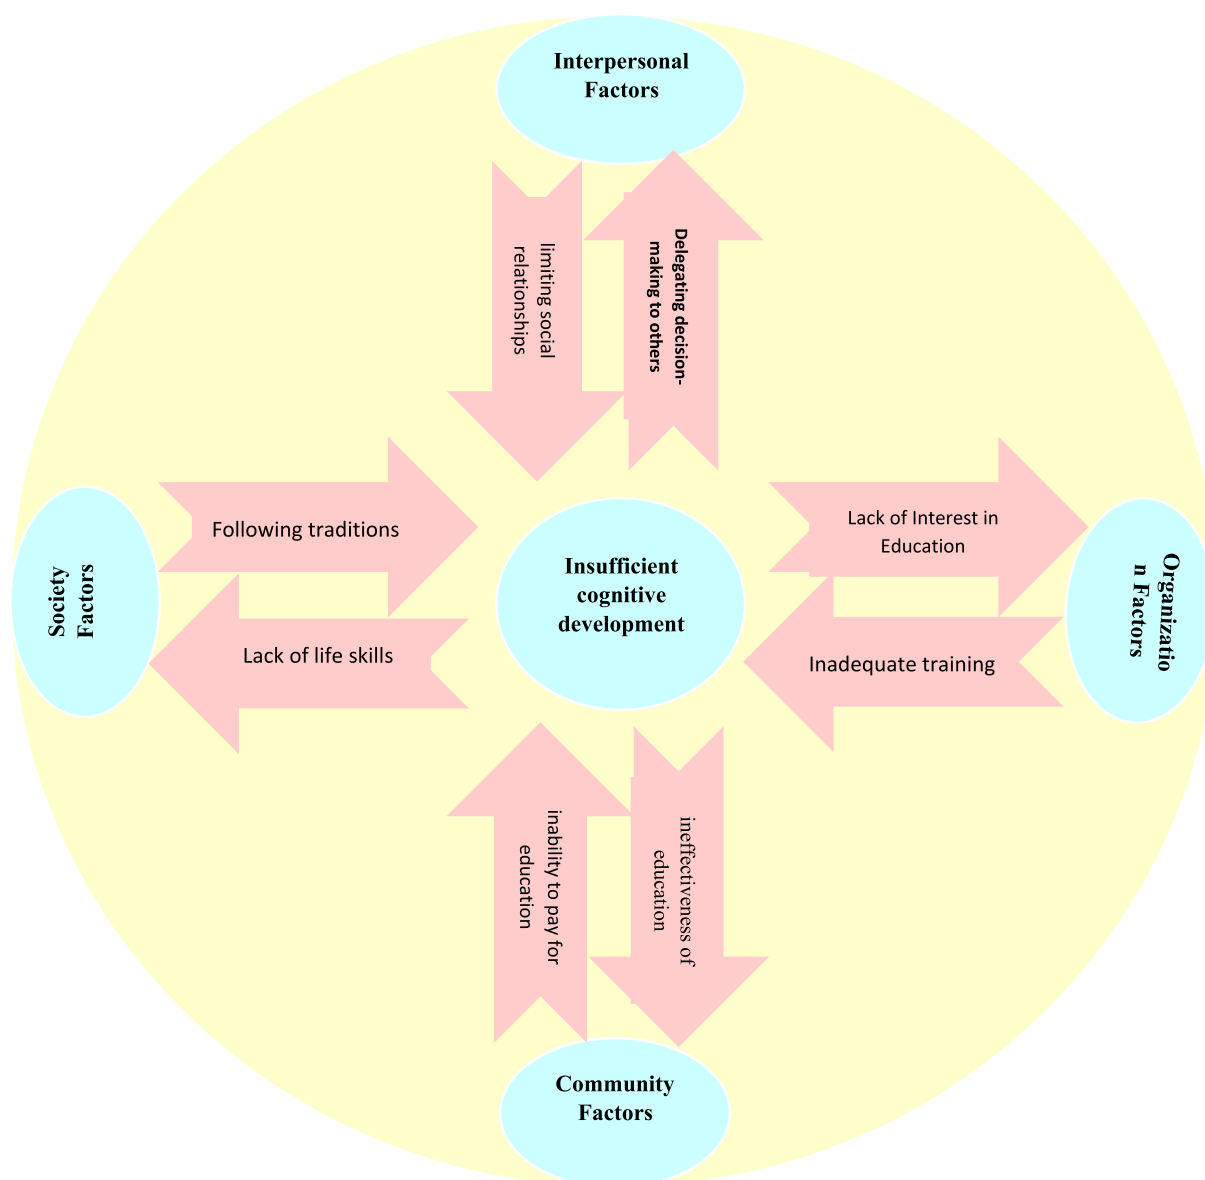 Interpersonal
Factors
limiting social
relationships
Delegating decision-
making to others
Following traditions
Lack of Interest in
Education
Society
Factors
Insufficient
cognitive
development
Organizatio
n Factors
Lack of life skills
Inadequate training
inability to pay for
education
ineffectiveness of
education
Community
Factors